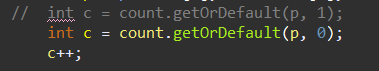 //  int c = count.getOrDefault(p, 1);
int c = count.getOrDefault(p, 0);
c++;